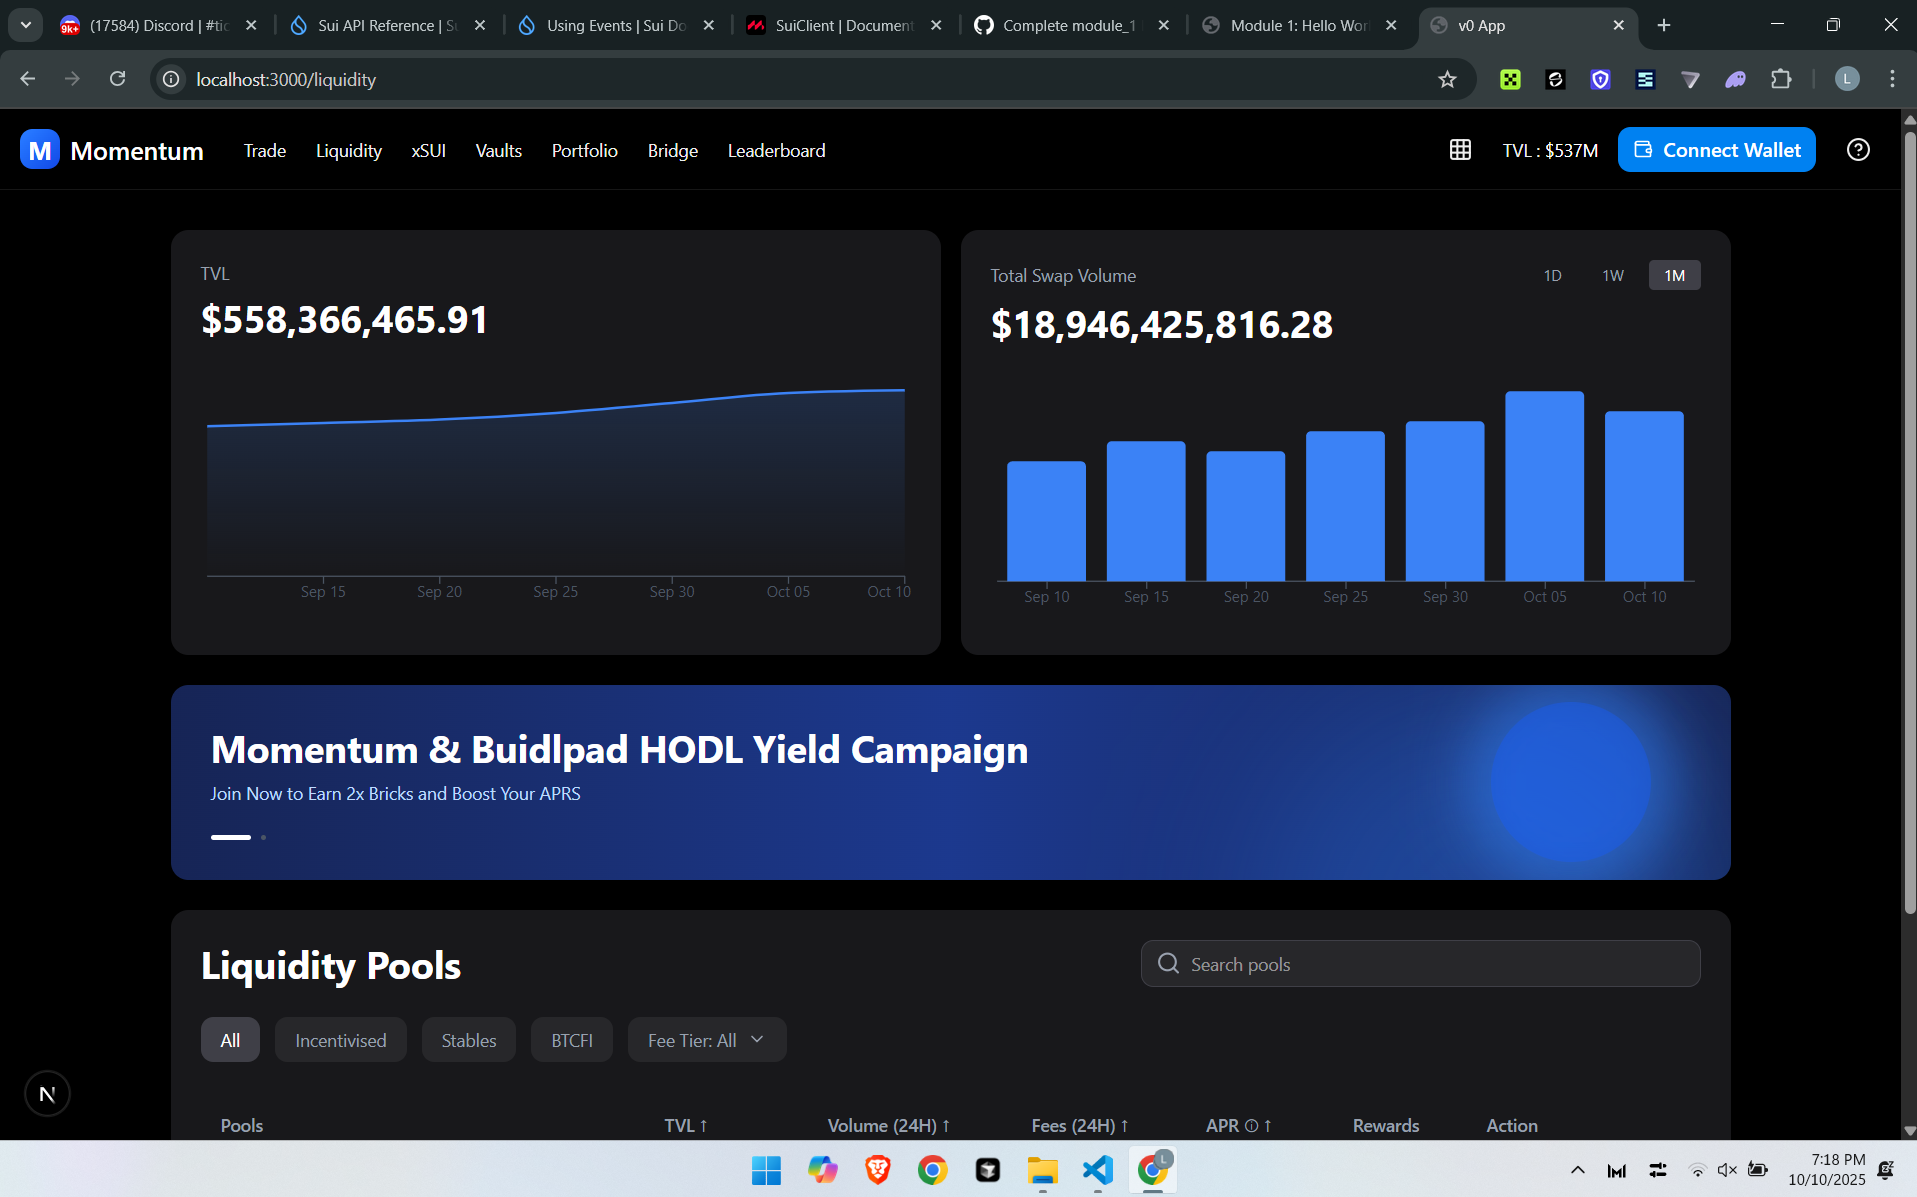 (17584) Discord | #tic
Sui API Reference | Su
Using Events | Sui Do
SuiClient | Document
Complete module_1
Module 1: Hello Wor
v0 App
9k+
localhost:3000/liquidity
L
M Momentum
Trade
Liquidity
xSUI
Vaults
Portfolio
Bridge
Leaderboard
TVL : $537M
Connect Wallet
TVL
$558,366,465.91
Sep 15
Sep 20
Sep 25
Sep 30
Oct 05
Oct 10
Total Swap Volume
1D
1W
1M
$18,946,425,816.28
Sep 10
Sep 15
Sep 20
Sep 25
Sep 30
Oct 05
Oct 10
Momentum & Buidlpad HODL Yield Campaign
Join Now to Earn 2x Bricks and Boost Your APRS
Liquidity Pools
Search pools
All
Incentivised
Stables
BTCFI
Fee Tier: All
N
Pools
TVL ↑
Volume (24H) ↑
Fees (24H) ↑
APR ↑
Rewards
Action
L
7:18 PM
10/10/2025